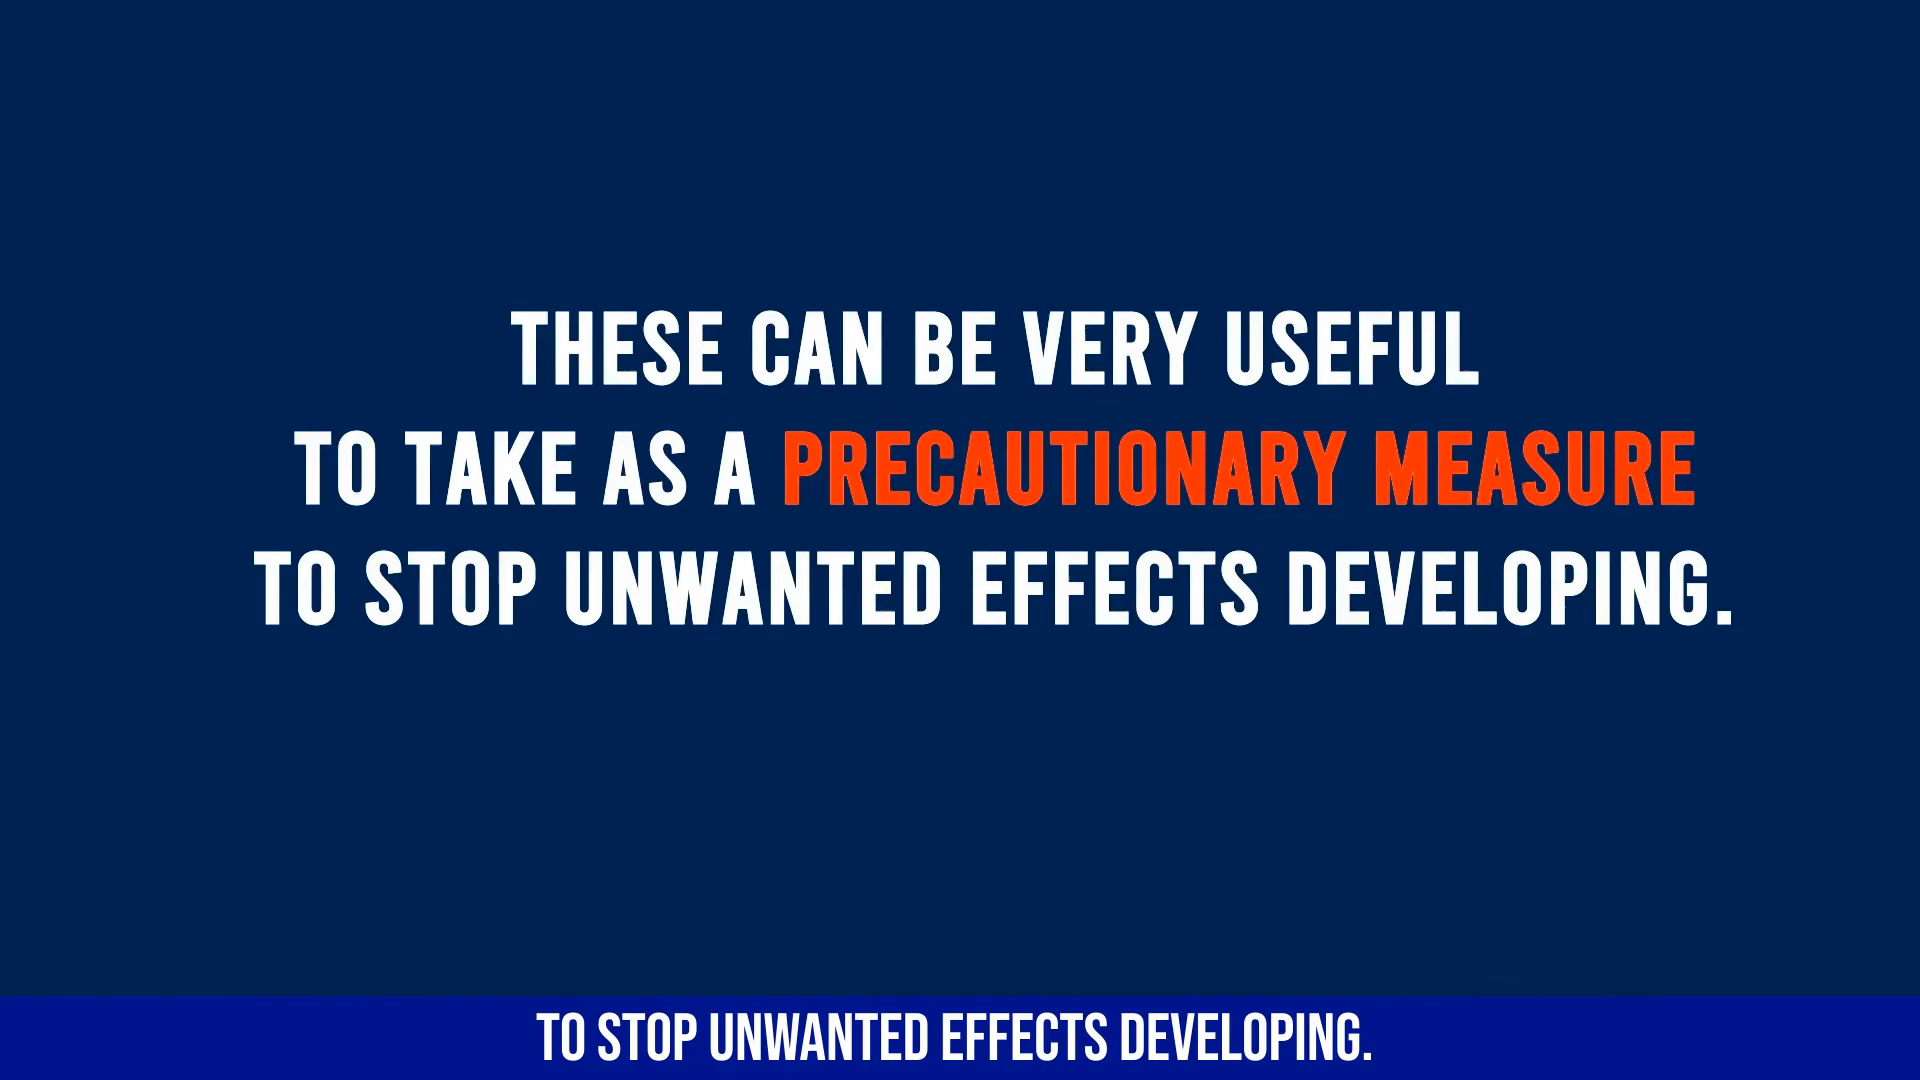 THESE CAN BE VERY USEFUL
TO TAKE AS A PRECAUTIONARY MEASURE
TO STOP UNWANTED EFFECTS DEVELOPING.
TO STOP UNWANTED EFFECTS DEVELOPING.